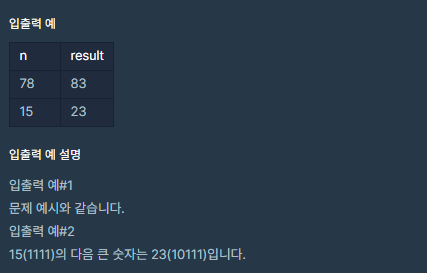 입출력 예
n result
78 83
15 23
입출력 예 설명
입출력 예#1
문제 예시와 같습니다.
입출력 예#2
15(1111)의 다음 큰 숫자는 23(10111)입니다.